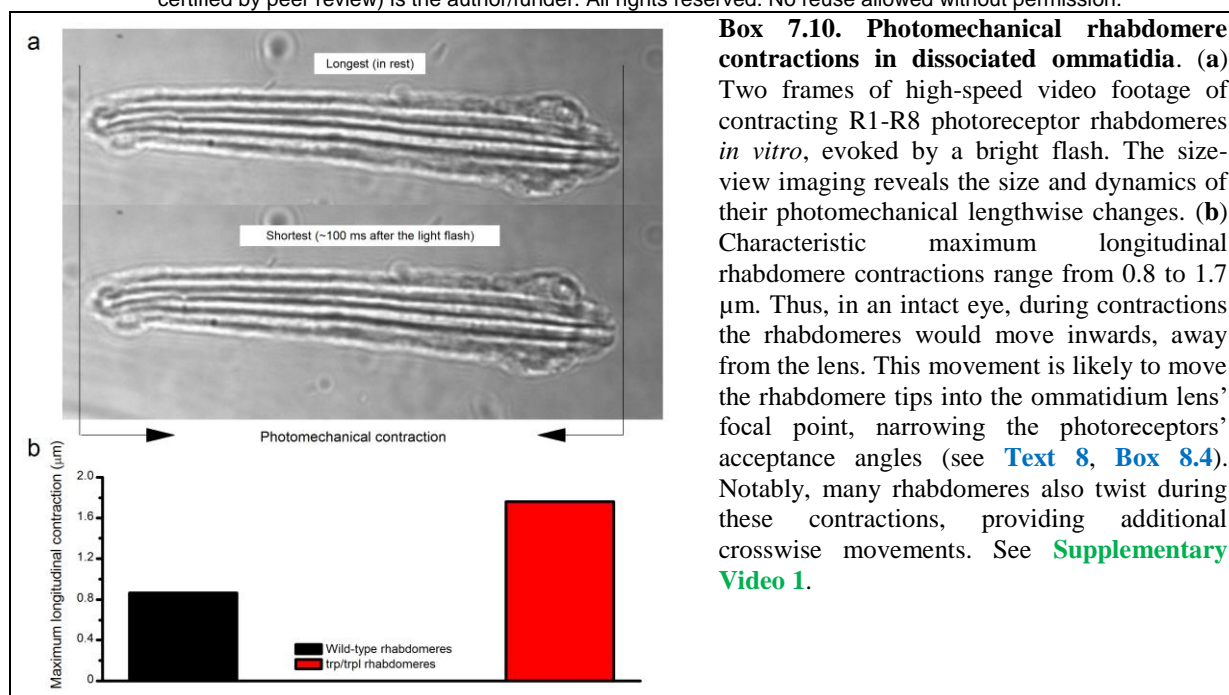 certified by peer review) is the author/funder. All rights reserved. No reuse allowed without permission.
a
Longest (in rest)
Shortest (~100 ms after the light flash)
Photomechanical contraction
b
Maximum longitudinal contraction (µm)
2.0
1.6
1.2
0.8
0.4
0
Wild-type rhabdomeres
trp/trpl rhabdomeres
Box 7.10. Photomechanical rhabdomere
contractions in dissociated ommatidia. (a)
Two frames of high-speed video footage of
contracting R1-R8 photoreceptor rhabdomeres
in vitro, evoked by a bright flash. The size-
view imaging reveals the size and dynamics of
their photomechanical lengthwise changes. (b)
Characteristic maximum longitudinal
rhabdomere contractions range from 0.8 to 1.7
µm. Thus, in an intact eye, during contractions
the rhabdomeres would move inwards, away
from the lens. This movement is likely to move
the rhabdomere tips into the ommatidium lens’
focal point, narrowing the photoreceptors’
acceptance angles (see Text 8, Box 8.4).
Notably, many rhabdomeres also twist during
these contractions, providing additional
crosswise movements. See Supplementary
Video 1.